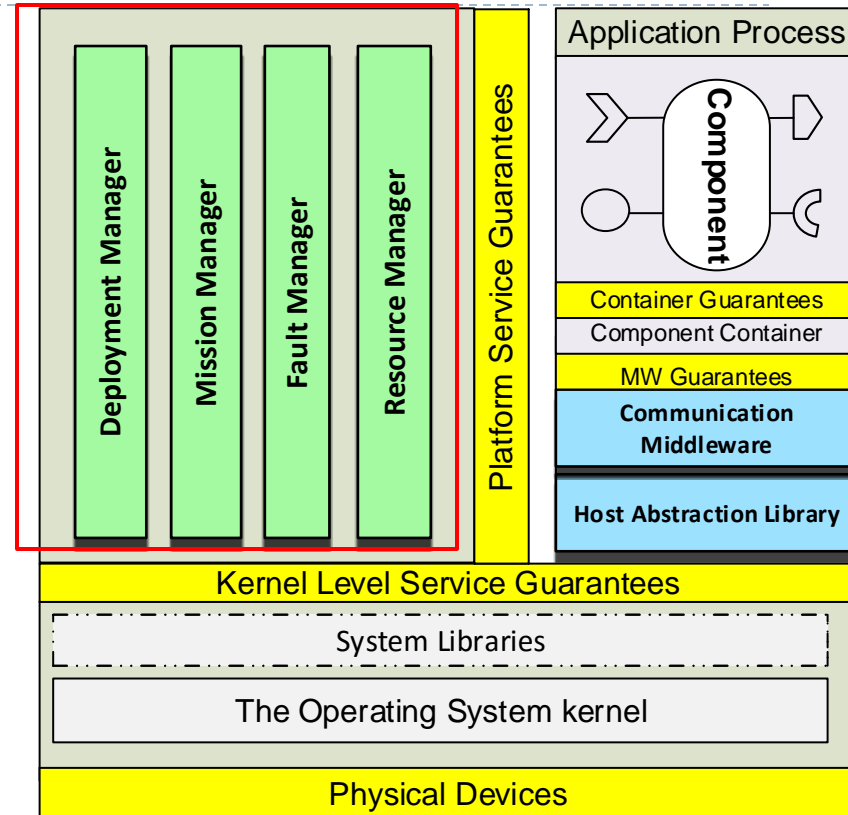 Deployment Manager
Mission Manager
Fault Manager
Resource Manager
Platform Service Guarantees
Application Process
Component
Container Guarantees
Component Container
MW Guarantees
Communication
Middleware
Host Abstraction Library
Kernel Level Service Guarantees
System Libraries
The Operating System kernel
Physical Devices